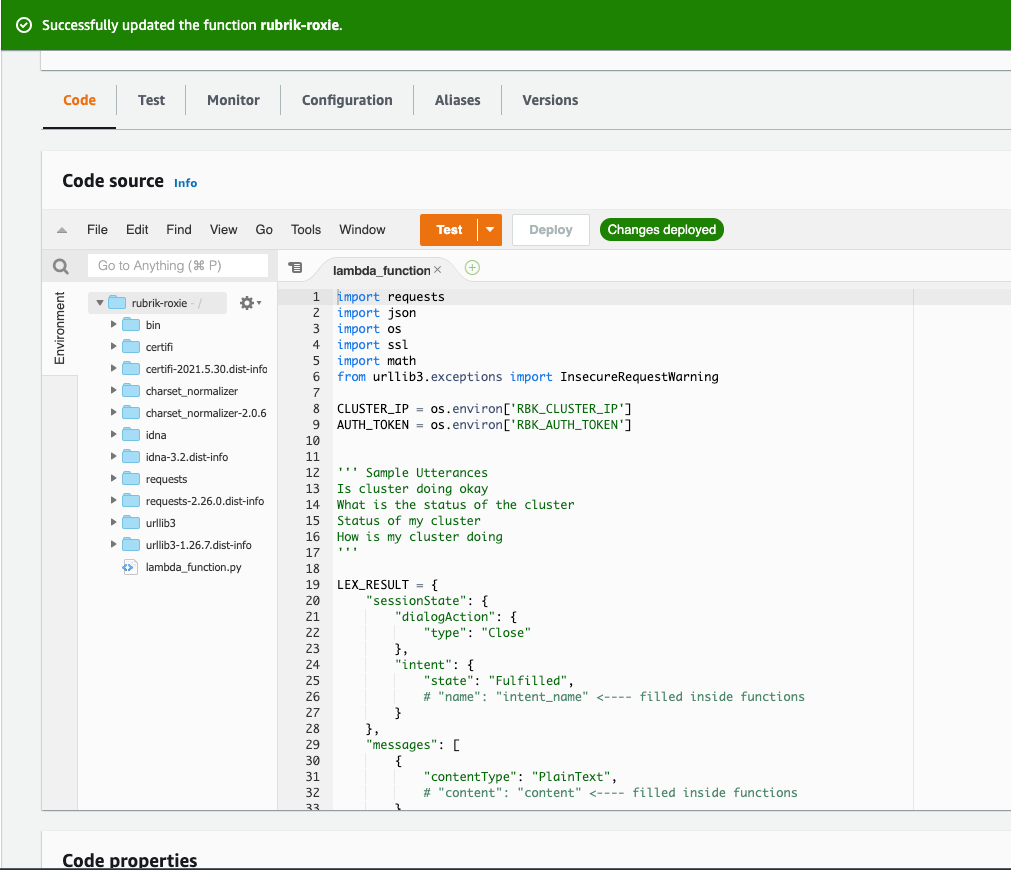 Successfully updated the function rubrik-roxie.
Code Test Monitor Configuration Aliases Versions
Code source Info
File Edit Find View Go Tools Window Test Deploy Changes deployed
Go to Anything (⌘ P) lambda_function
Environment
rubrik-roxie - /
bin
certifi
certifi-2021.5.30.dist-info
charset_normalizer
charset_normalizer-2.0.6
idna
idna-3.2.dist-info
requests
requests-2.26.0.dist-info
urllib3
urllib3-1.26.7.dist-info
lambda_function.py
1 import requests
2 import json
3 import os
4 import ssl
5 import math
6 from urllib3.exceptions import InsecureRequestWarning
7
8 CLUSTER_IP = os.environ['RBK_CLUSTER_IP']
9 AUTH_TOKEN = os.environ['RBK_AUTH_TOKEN']
10
11
12 ''' Sample Utterances
13 Is cluster doing okay
14 What is the status of the cluster
15 Status of my cluster
16 How is my cluster doing
17 '''
18
19 LEX_RESULT = {
20 "sessionState": {
21 "dialogAction": {
22 "type": "Close"
23 },
24 "intent": {
25 "state": "Fulfilled",
26 # "name": "intent_name" <---- filled inside functions
27 }
28 },
29 "messages": [
30 {
31 "contentType": "PlainText",
32 # "content": "content" <---- filled inside functions
33 }
Code properties